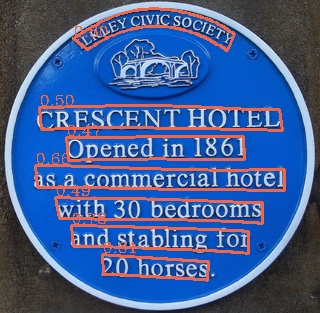 ILKLEY CIVIC SOCIETY
CRESCENT HOTEL
Opened in 1861
as a commercial hotel
with 30 bedrooms
and stabling for
20 horses.